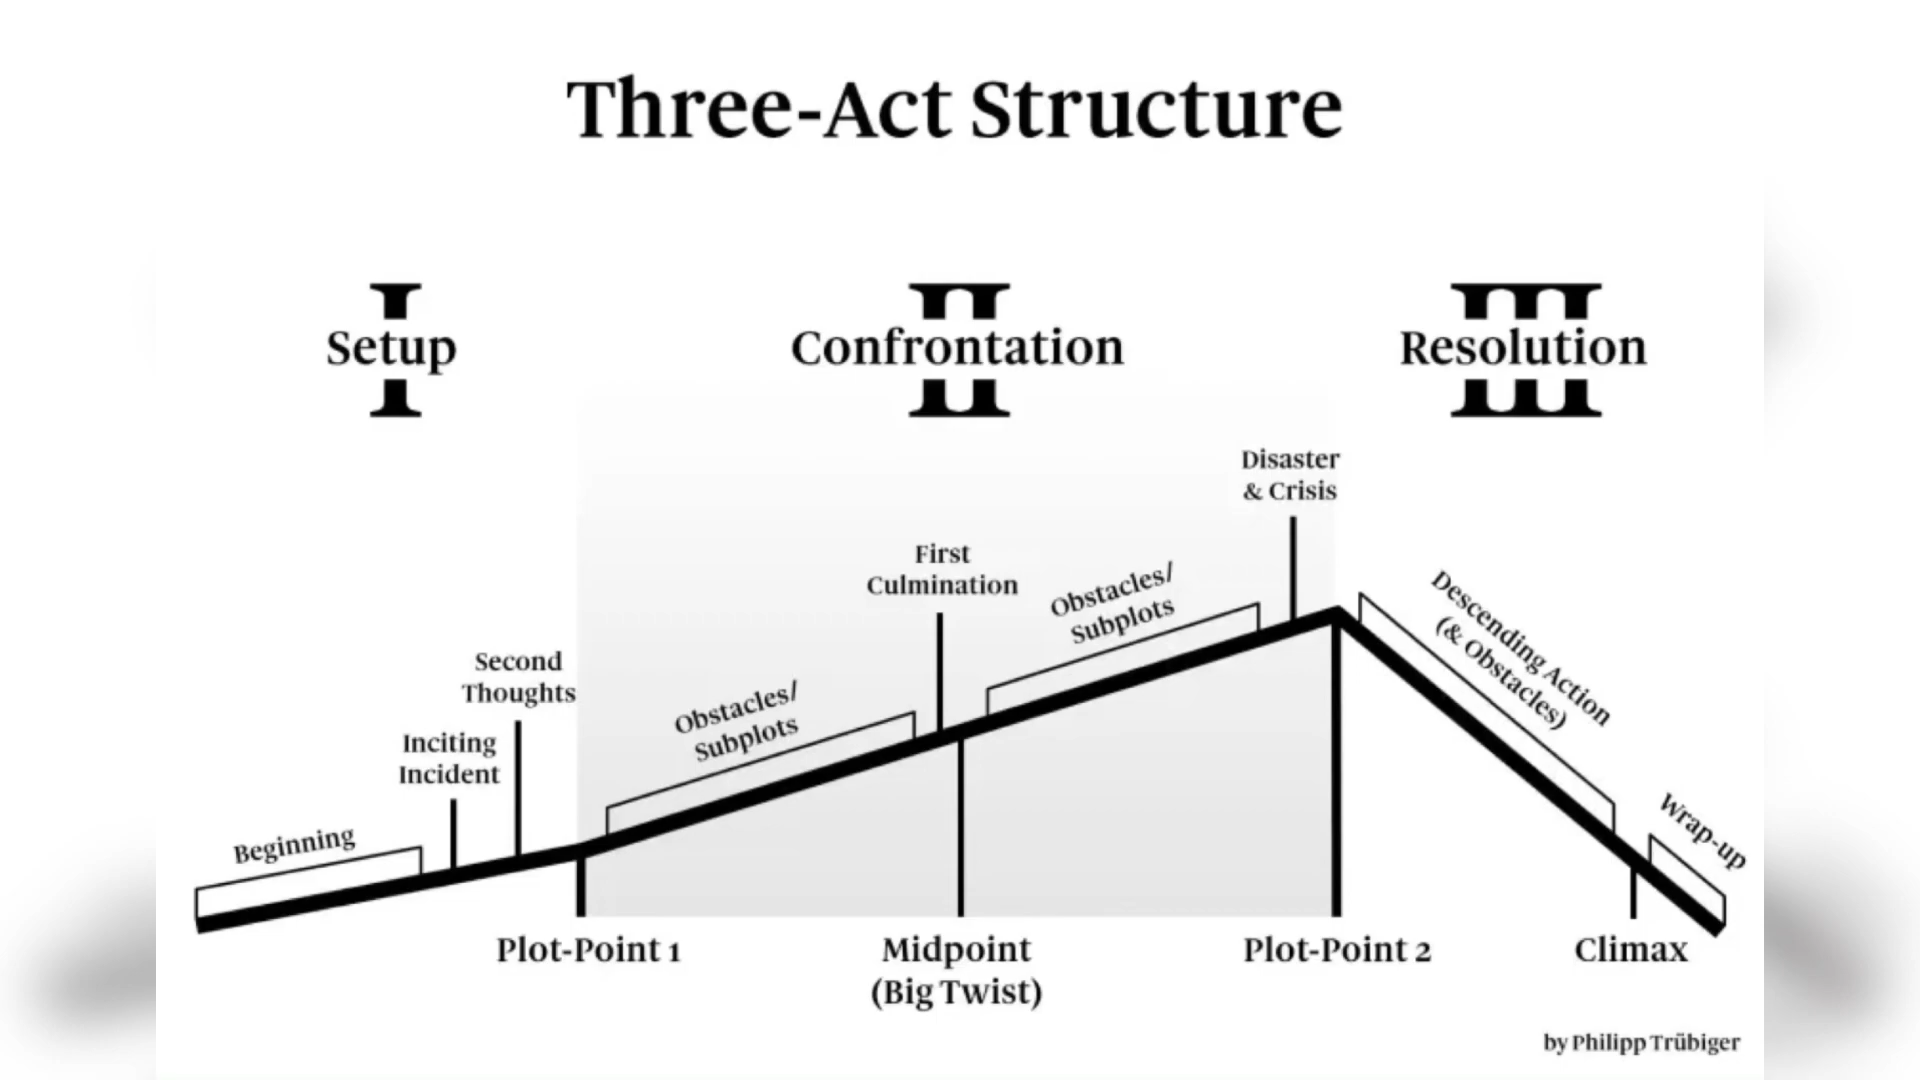 Three-Act Structure
I
Setup
II
Confrontation
III
Resolution
Beginning
Inciting
Incident
Second
Thoughts
Obstacles/
Subplots
First
Culmination
Obstacles/
Subplots
Disaster
& Crisis
Descending Action
(& Obstacles)
Wrap-up
Plot-Point 1
Midpoint
(Big Twist)
Plot-Point 2
Climax
by Philipp Trübiger